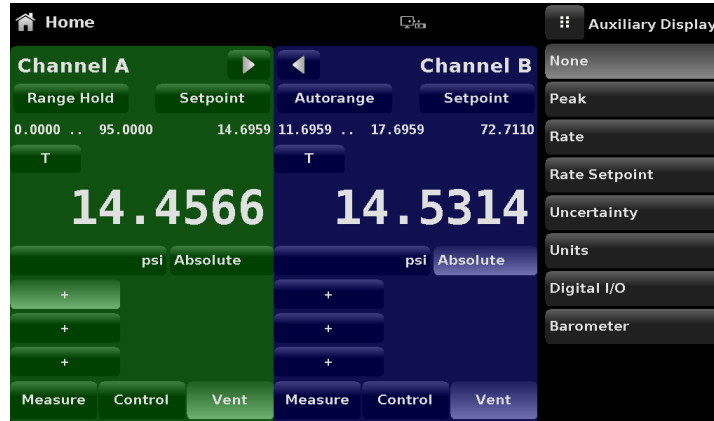 Home
Auxiliary Display
Channel A
Channel B
Range Hold Setpoint
Autorange Setpoint
0.0000 .. 95.0000 14.6959
11.6959 .. 17.6959 72.7110
T
T
14.4566
14.5314
psi Absolute
psi Absolute
+
+
+
+
+
+
Measure Control Vent
Measure Control Vent
None
Peak
Rate
Rate Setpoint
Uncertainty
Units
Digital I/O
Barometer